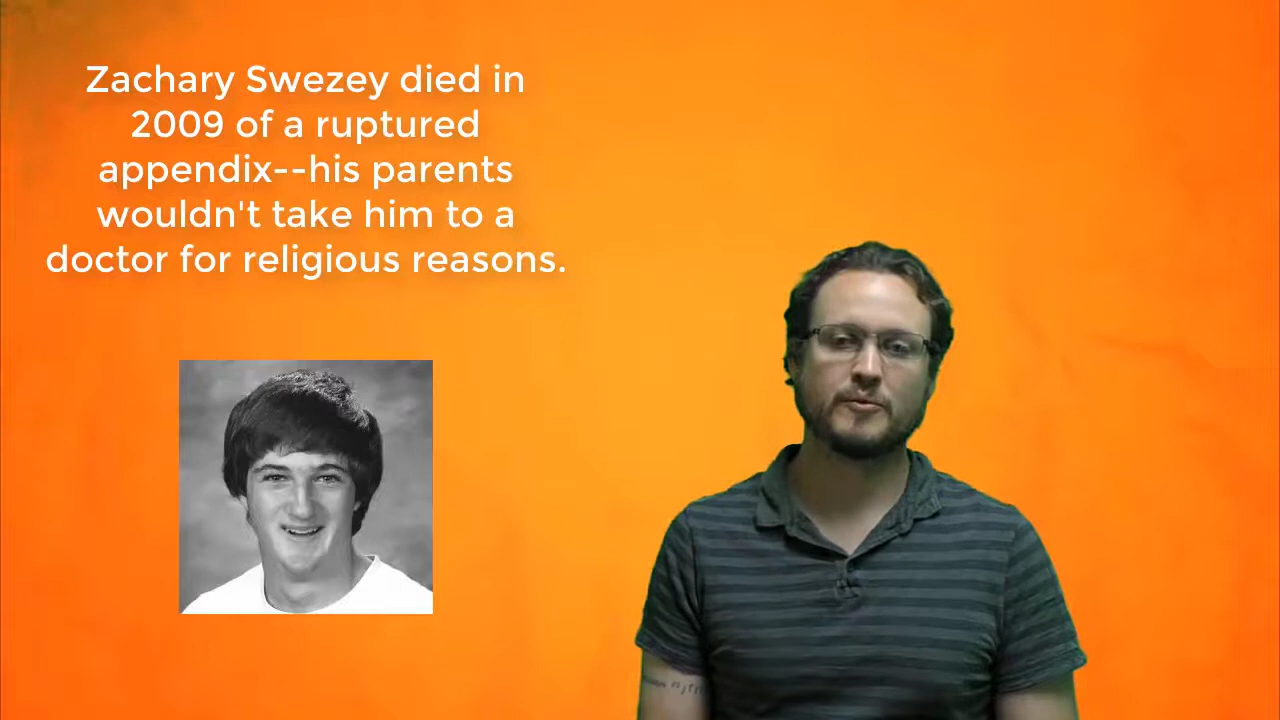 Zachary Swezey died in
2009 of a ruptured
appendix--his parents
wouldn't take him to a
doctor for religious reasons.